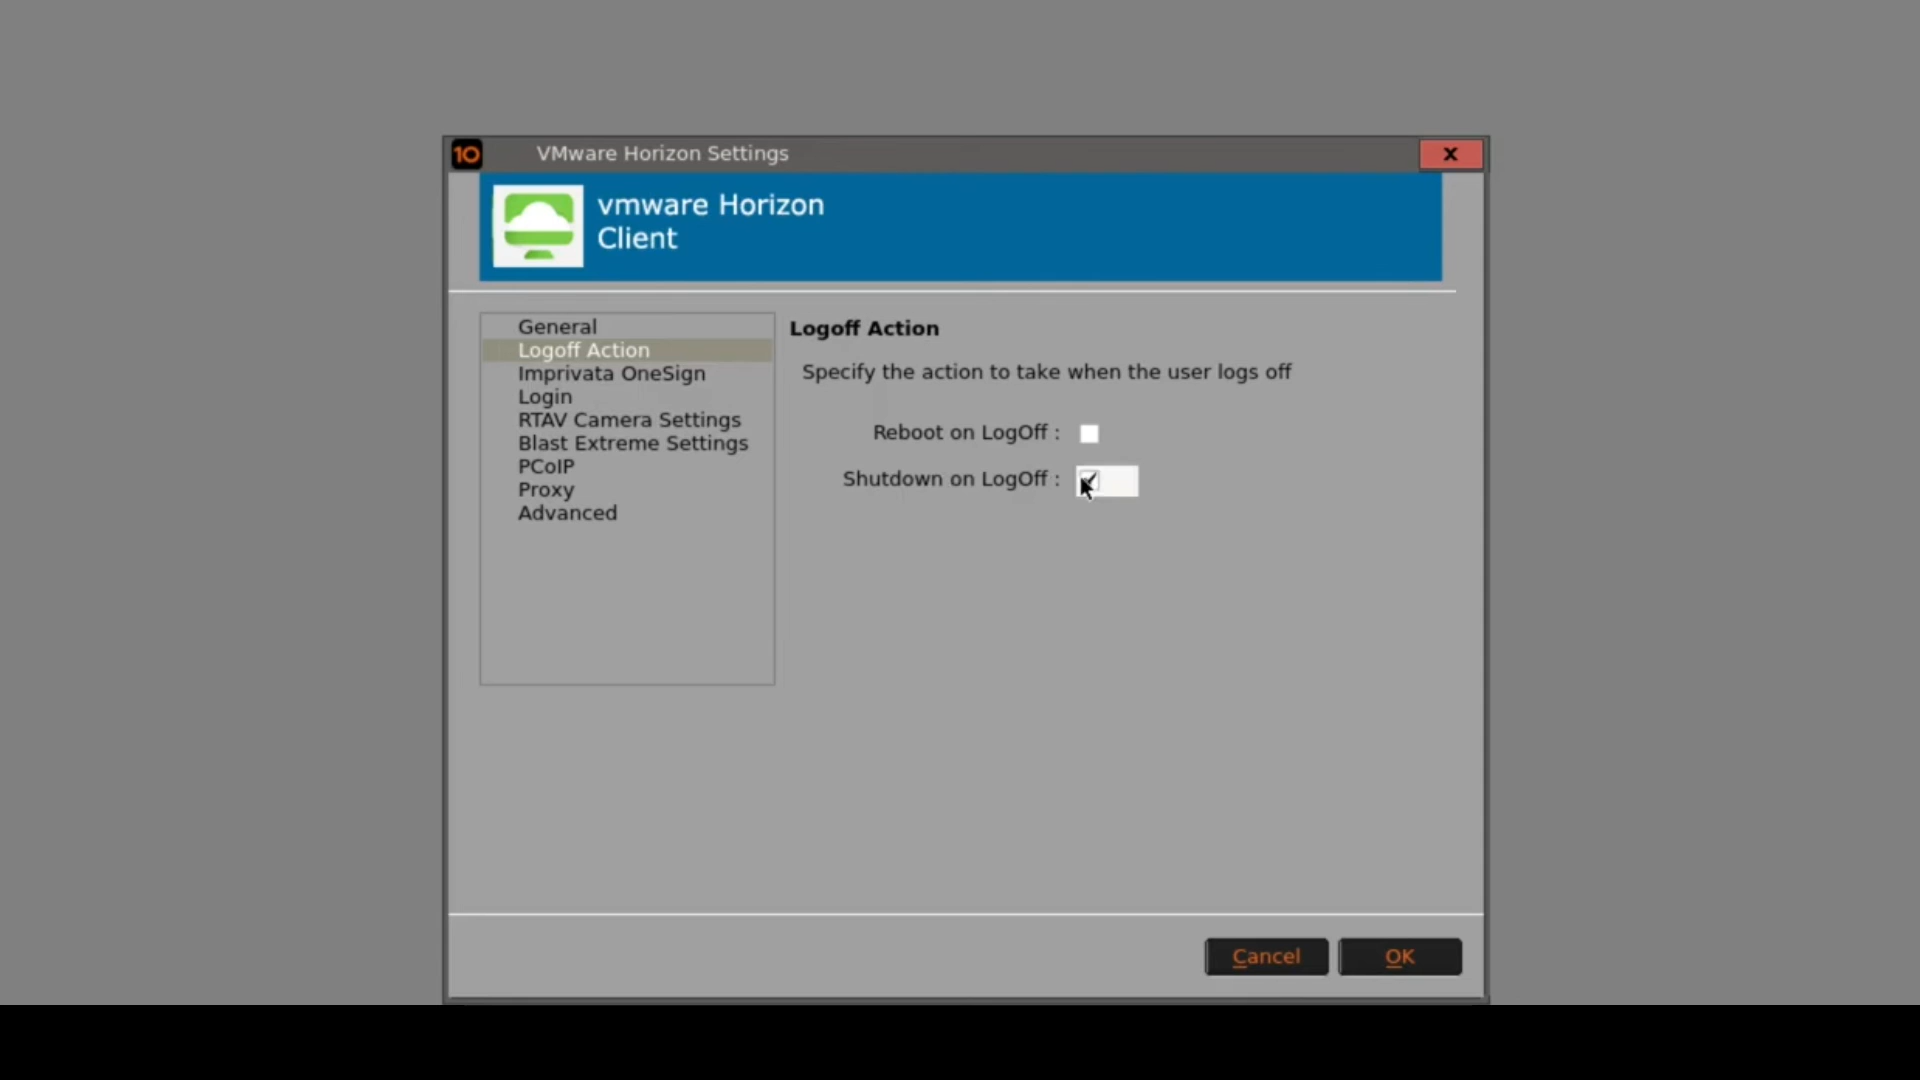 10
VMware Horizon Settings
X
vmware Horizon
Client
General
Logoff Action
Imprivata OneSign
Login
RTAV Camera Settings
Blast Extreme Settings
PCoIP
Proxy
Advanced
Logoff Action
Specify the action to take when the user logs off
Reboot on LogOff :
Shutdown on LogOff :
Cancel
OK